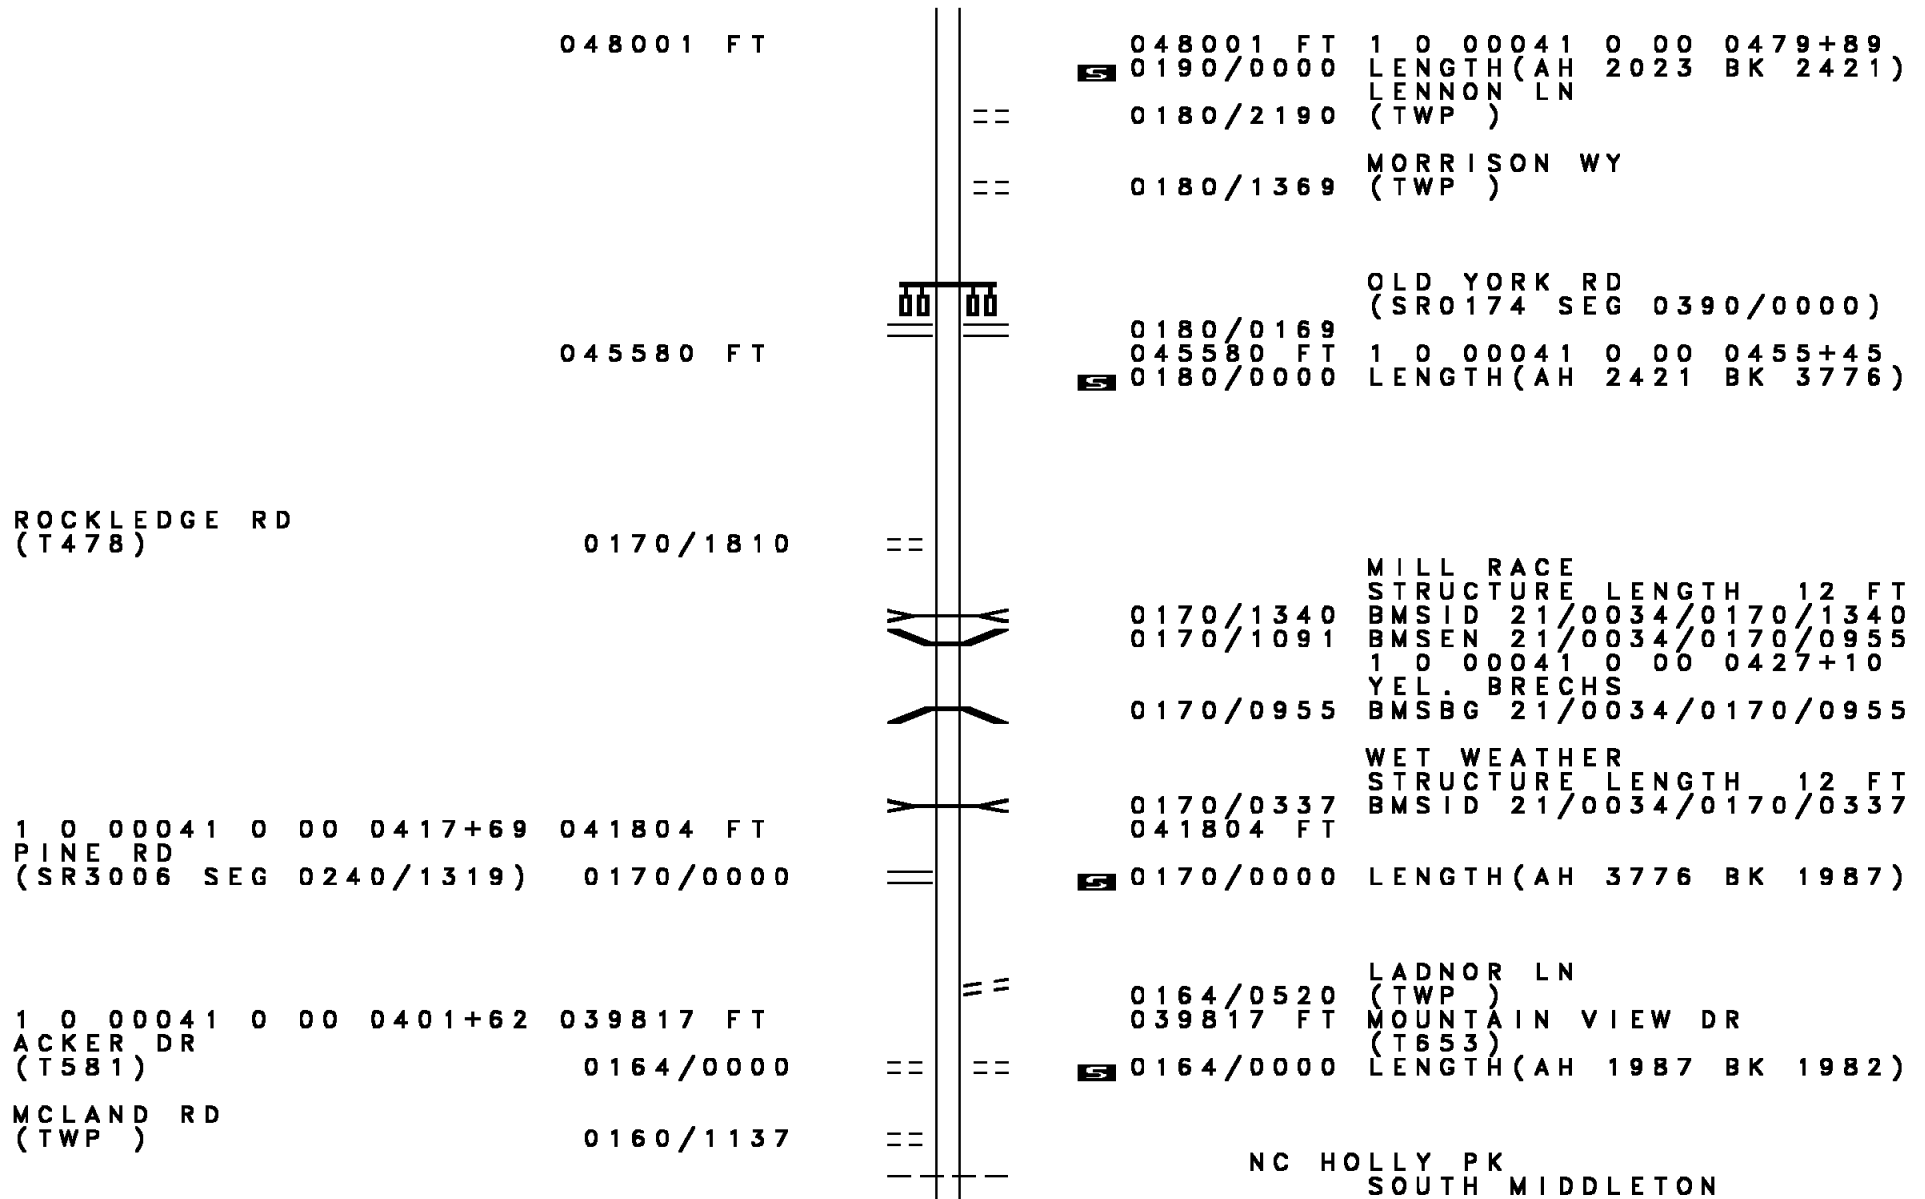 048001 FT
048001 FT 1 0 00041 0 00 0479+89
S 0190/0000 LENGTH(AH 2023 BK 2421)
LENNON LN
0180/2190 (TWP )
MORRISON WY
0180/1369 (TWP )
OLD YORK RD
(SR0174 SEG 0390/0000)
0180/0169
045580 FT
045580 FT 1 0 00041 0 00 0455+45
S 0180/0000 LENGTH(AH 2421 BK 3776)
ROCKLEDGE RD
(T478) 0170/1810
MILL RACE
STRUCTURE LENGTH 12 FT
0170/1340 BMSID 21/0034/0170/1340
0170/1091 BMSEN 21/0034/0170/0955
1 0 00041 0 00 0427+10
YEL. BRECHS
0170/0955 BMSBG 21/0034/0170/0955
WET WEATHER
STRUCTURE LENGTH 12 FT
0170/0337 BMSID 21/0034/0170/0337
1 0 00041 0 00 0417+69 041804 FT
041804 FT
PINE RD
(SR3006 SEG 0240/1319) 0170/0000
S 0170/0000 LENGTH(AH 3776 BK 1987)
LADNOR LN
0164/0520 (TWP )
1 0 00041 0 00 0401+62 039817 FT
039817 FT MOUNTAIN VIEW DR
ACKER DR
(T653)
(T581) 0164/0000
S 0164/0000 LENGTH(AH 1987 BK 1982)
MCLAND RD
(TWP ) 0160/1137
NC HOLLY PK
SOUTH MIDDLETON